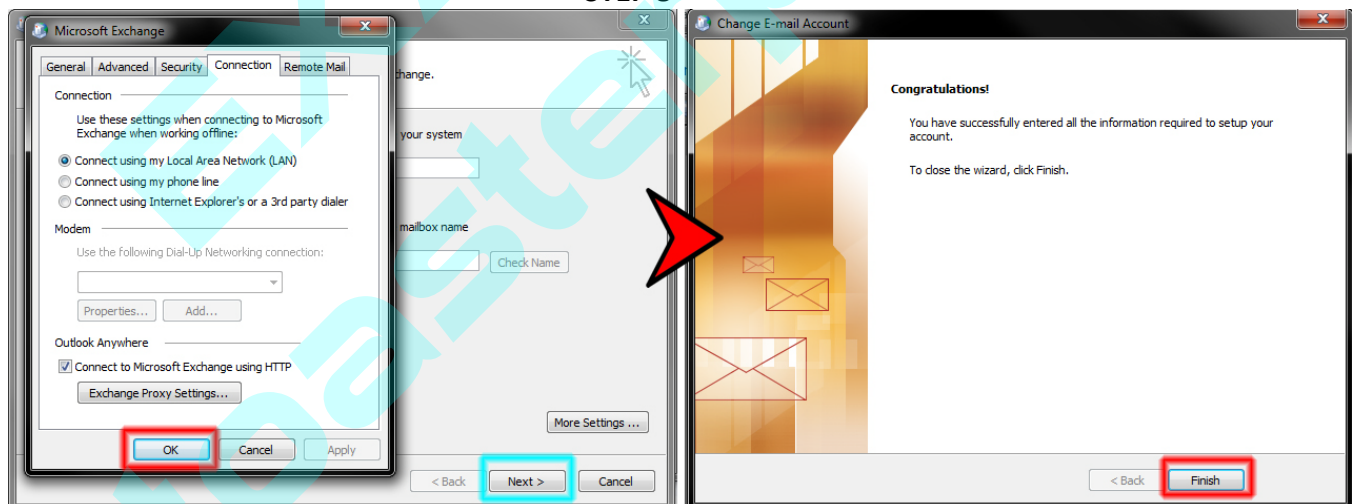 Microsoft Exchange
General Advanced Security Connection Remote Mail
Connection
Use these settings when connecting to Microsoft
Exchange when working offline:
Connect using my Local Area Network (LAN)
Connect using my phone line
Connect using Internet Explorer's or a 3rd party dialer
Modem
Use the following Dial-Up Networking connection:
Properties... Add...
Outlook Anywhere
Connect to Microsoft Exchange using HTTP
Exchange Proxy Settings...
OK Cancel Apply
change.
your system
mailbox name
Check Name
More Settings ...
< Back Next > Cancel
Change E-mail Account
Congratulations!
You have successfully entered all the information required to setup your
account.
To close the wizard, click Finish.
< Back Finish